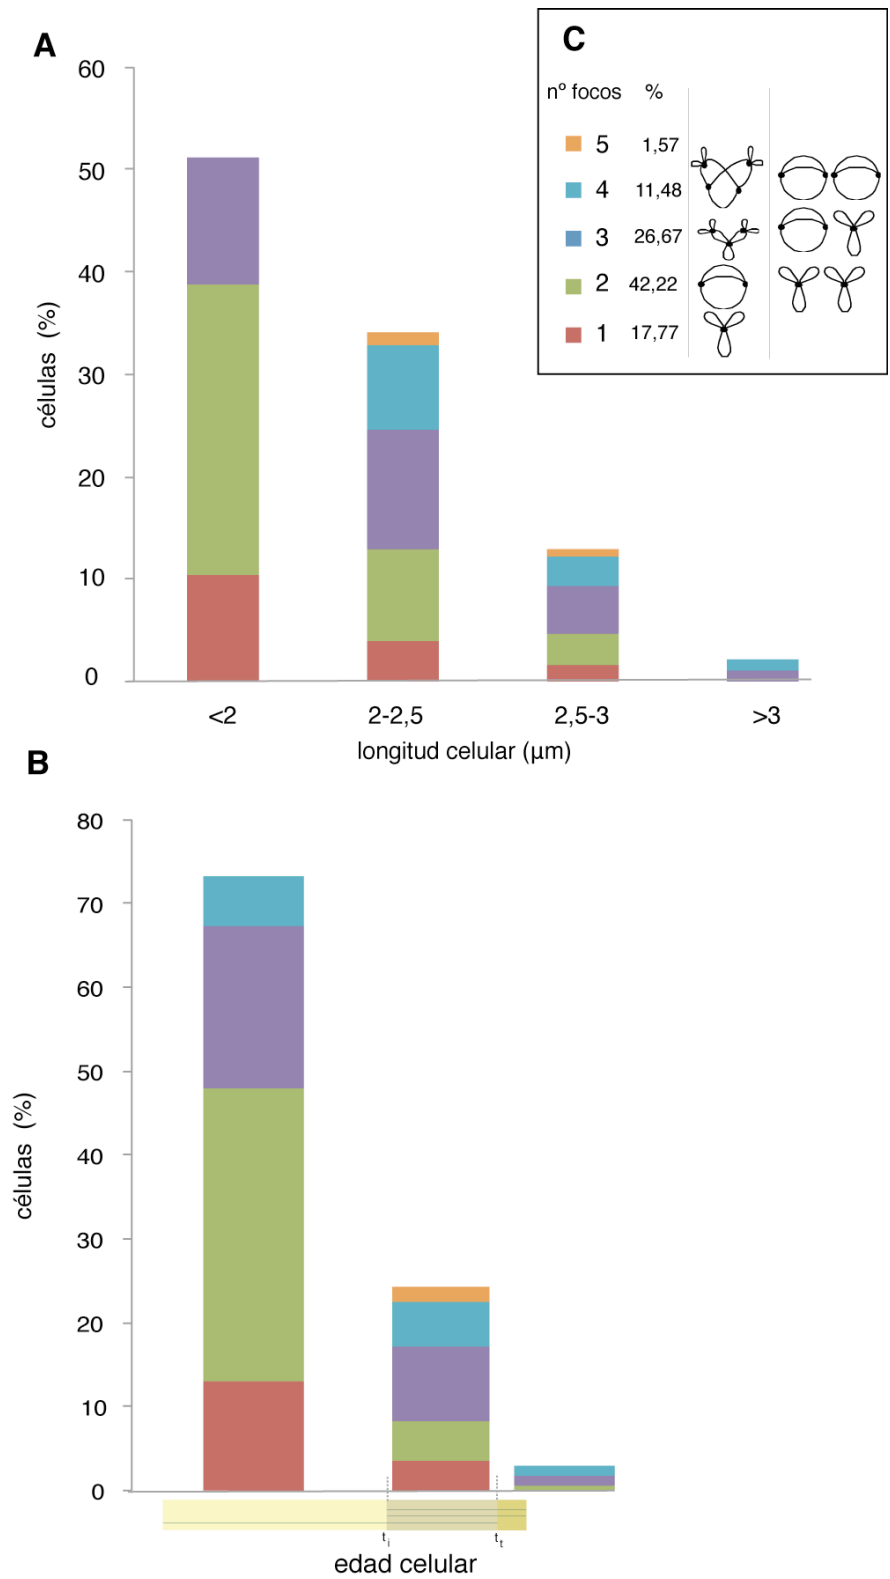 A
60
50
40
30
20
10
0
células (%)
<2 2-2,5 2,5-3 >3
longitud celular (µm)
C
nº focos %
5 1,57
4 11,48
3 26,67
2 42,22
1 17,77
B
80
70
60
50
40
30
20
10
0
células (%)
ti tt
edad celular